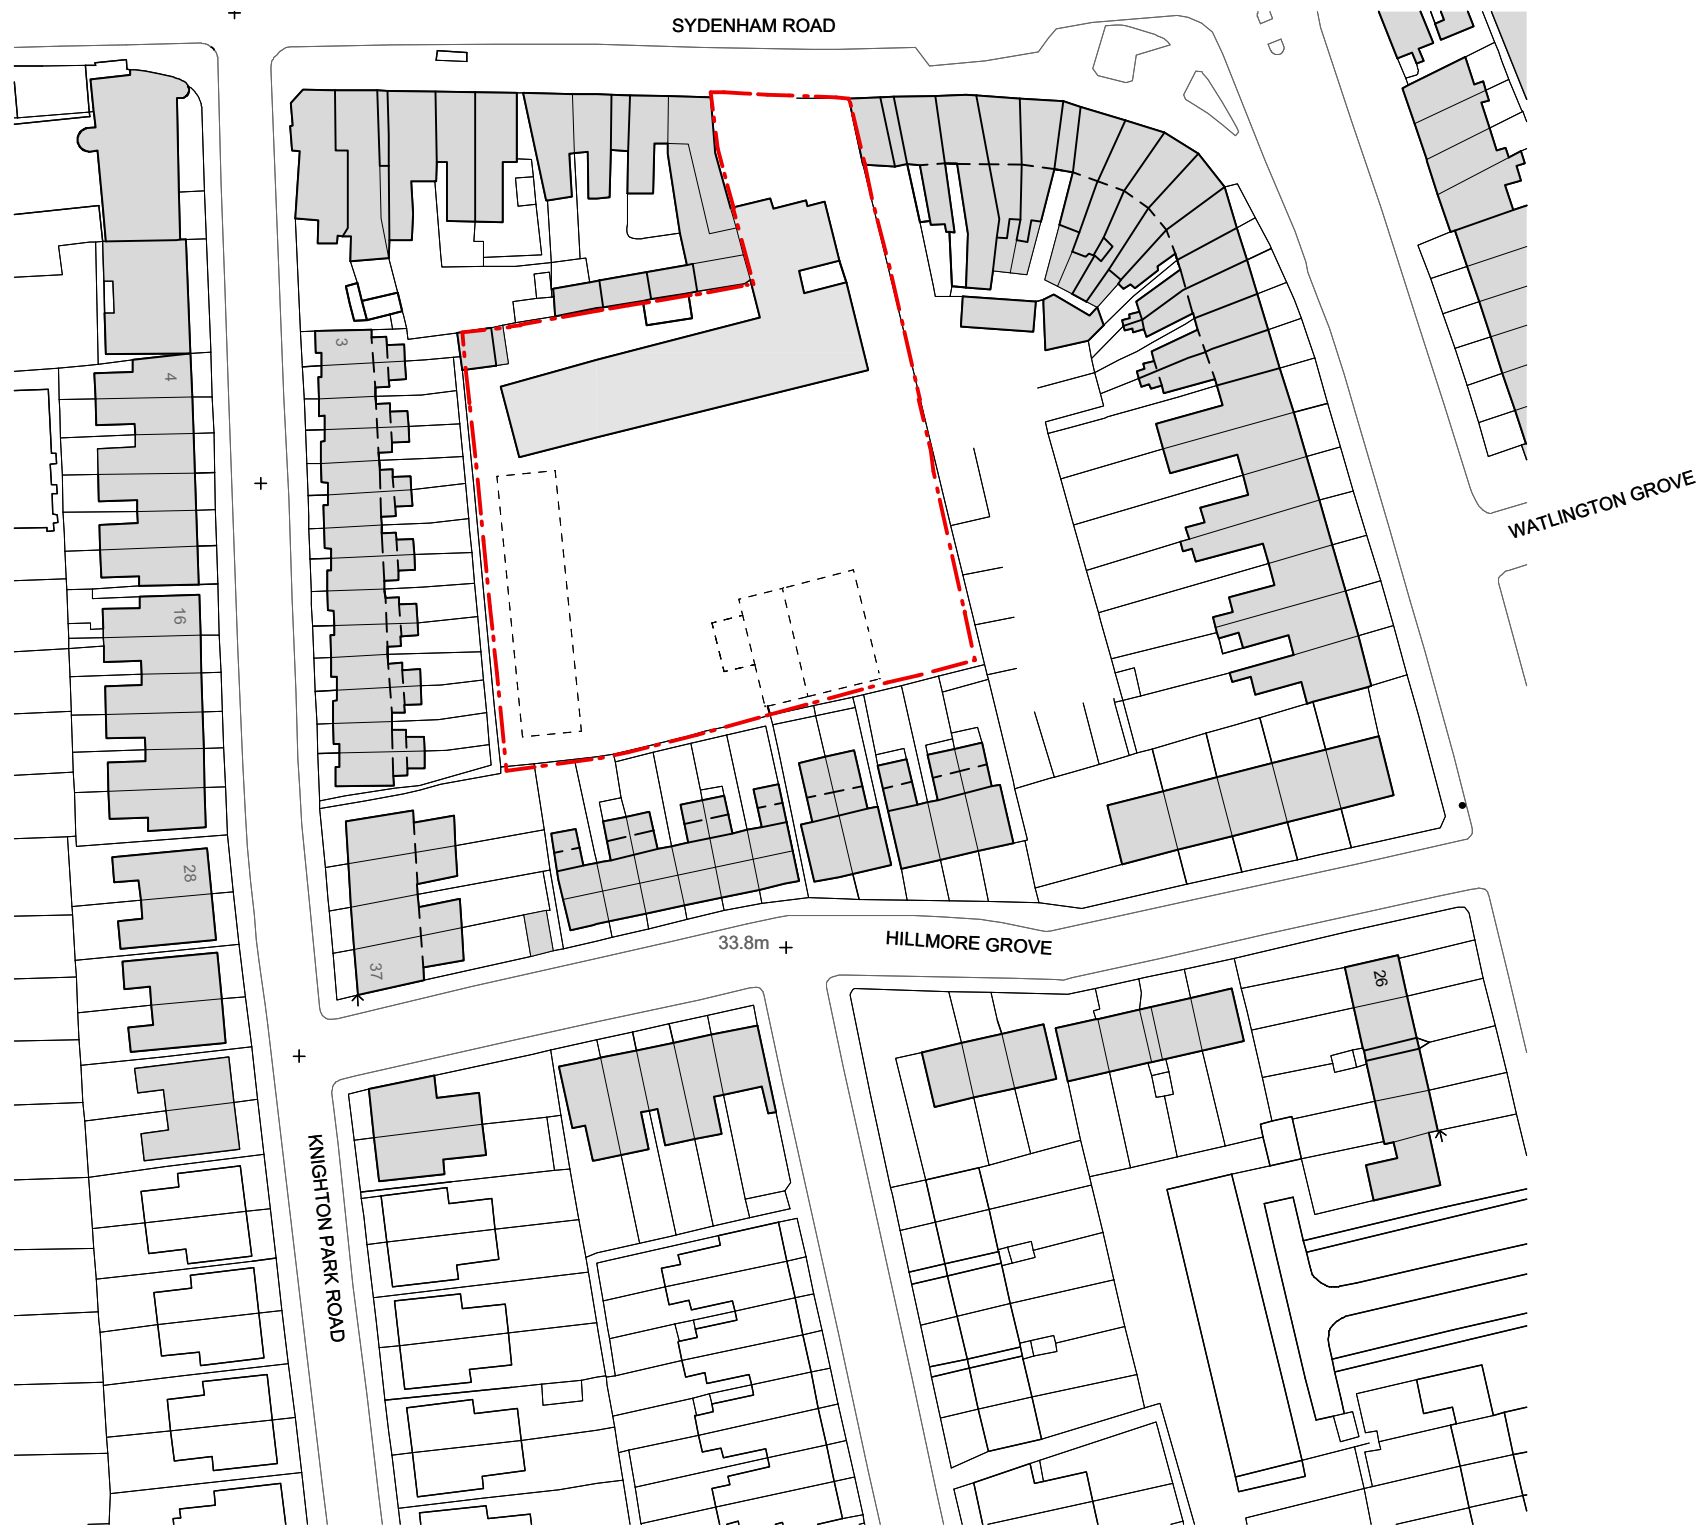 SYDENHAM ROAD
3
4
WATLINGTON GROVE
16
28
33.8m
HILLMORE GROVE
37
26
KNIGHTON PARK ROAD